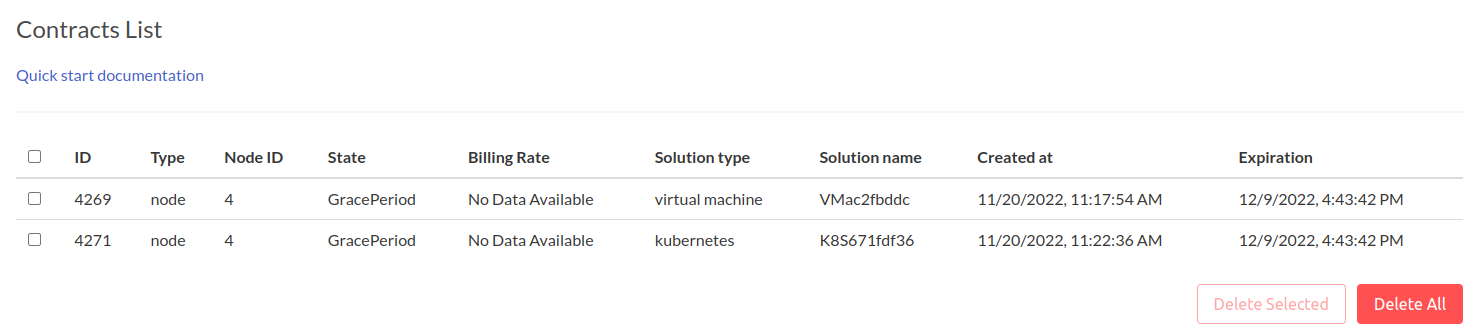 Contracts List
Quick start documentation
ID Type Node ID State Billing Rate Solution type Solution name Created at Expiration
4269 node 4 GracePeriod No Data Available virtual machine VMac2fbddc 11/20/2022, 11:17:54 AM 12/9/2022, 4:43:42 PM
4271 node 4 GracePeriod No Data Available kubernetes K8S671fdf36 11/20/2022, 11:22:36 AM 12/9/2022, 4:43:42 PM
Delete Selected Delete All